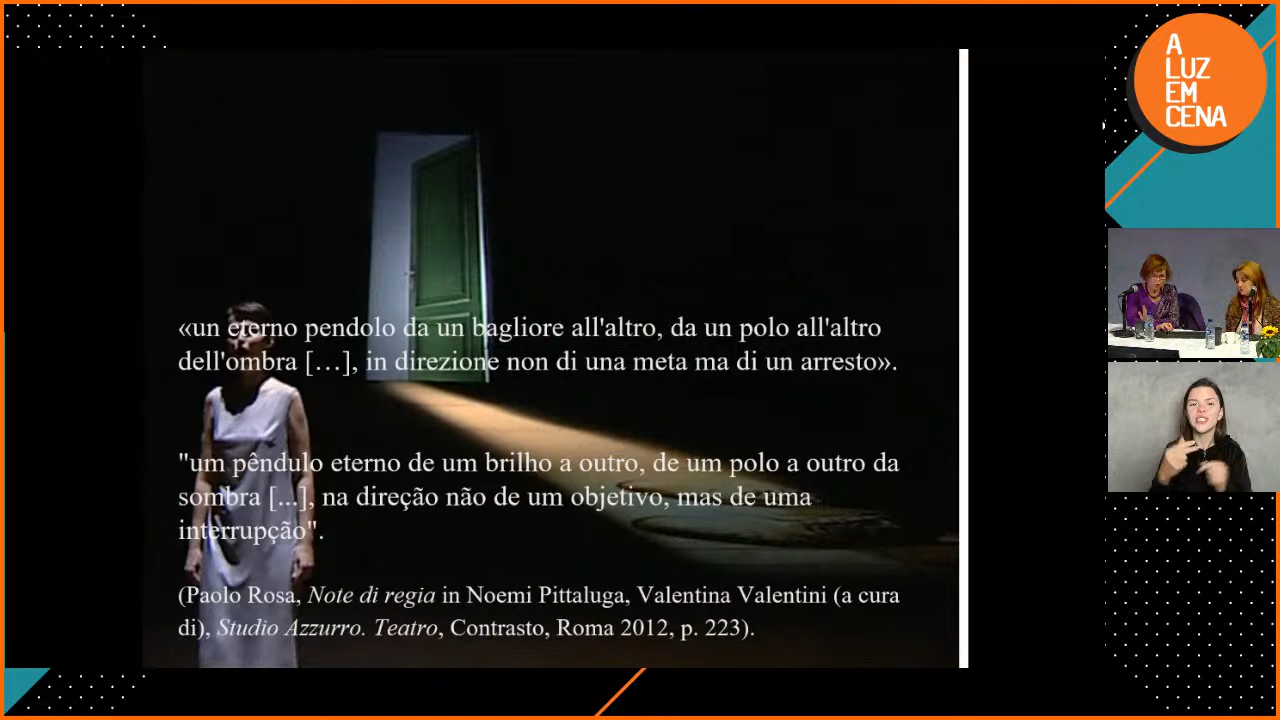 A
LUZ
EM
CENA
«un eterno pendolo da un bagliore all'altro, da un polo all'altro
dell'ombra […], in direzione non di una meta ma di un arresto».
"um pêndulo eterno de um brilho a outro, de um polo a outro da
sombra [...], na direção não de um objetivo, mas de uma
interrupção".
(Paolo Rosa, Note di regia in Noemi Pittaluga, Valentina Valentini (a cura
di), Studio Azzurro. Teatro, Contrasto, Roma 2012, p. 223).